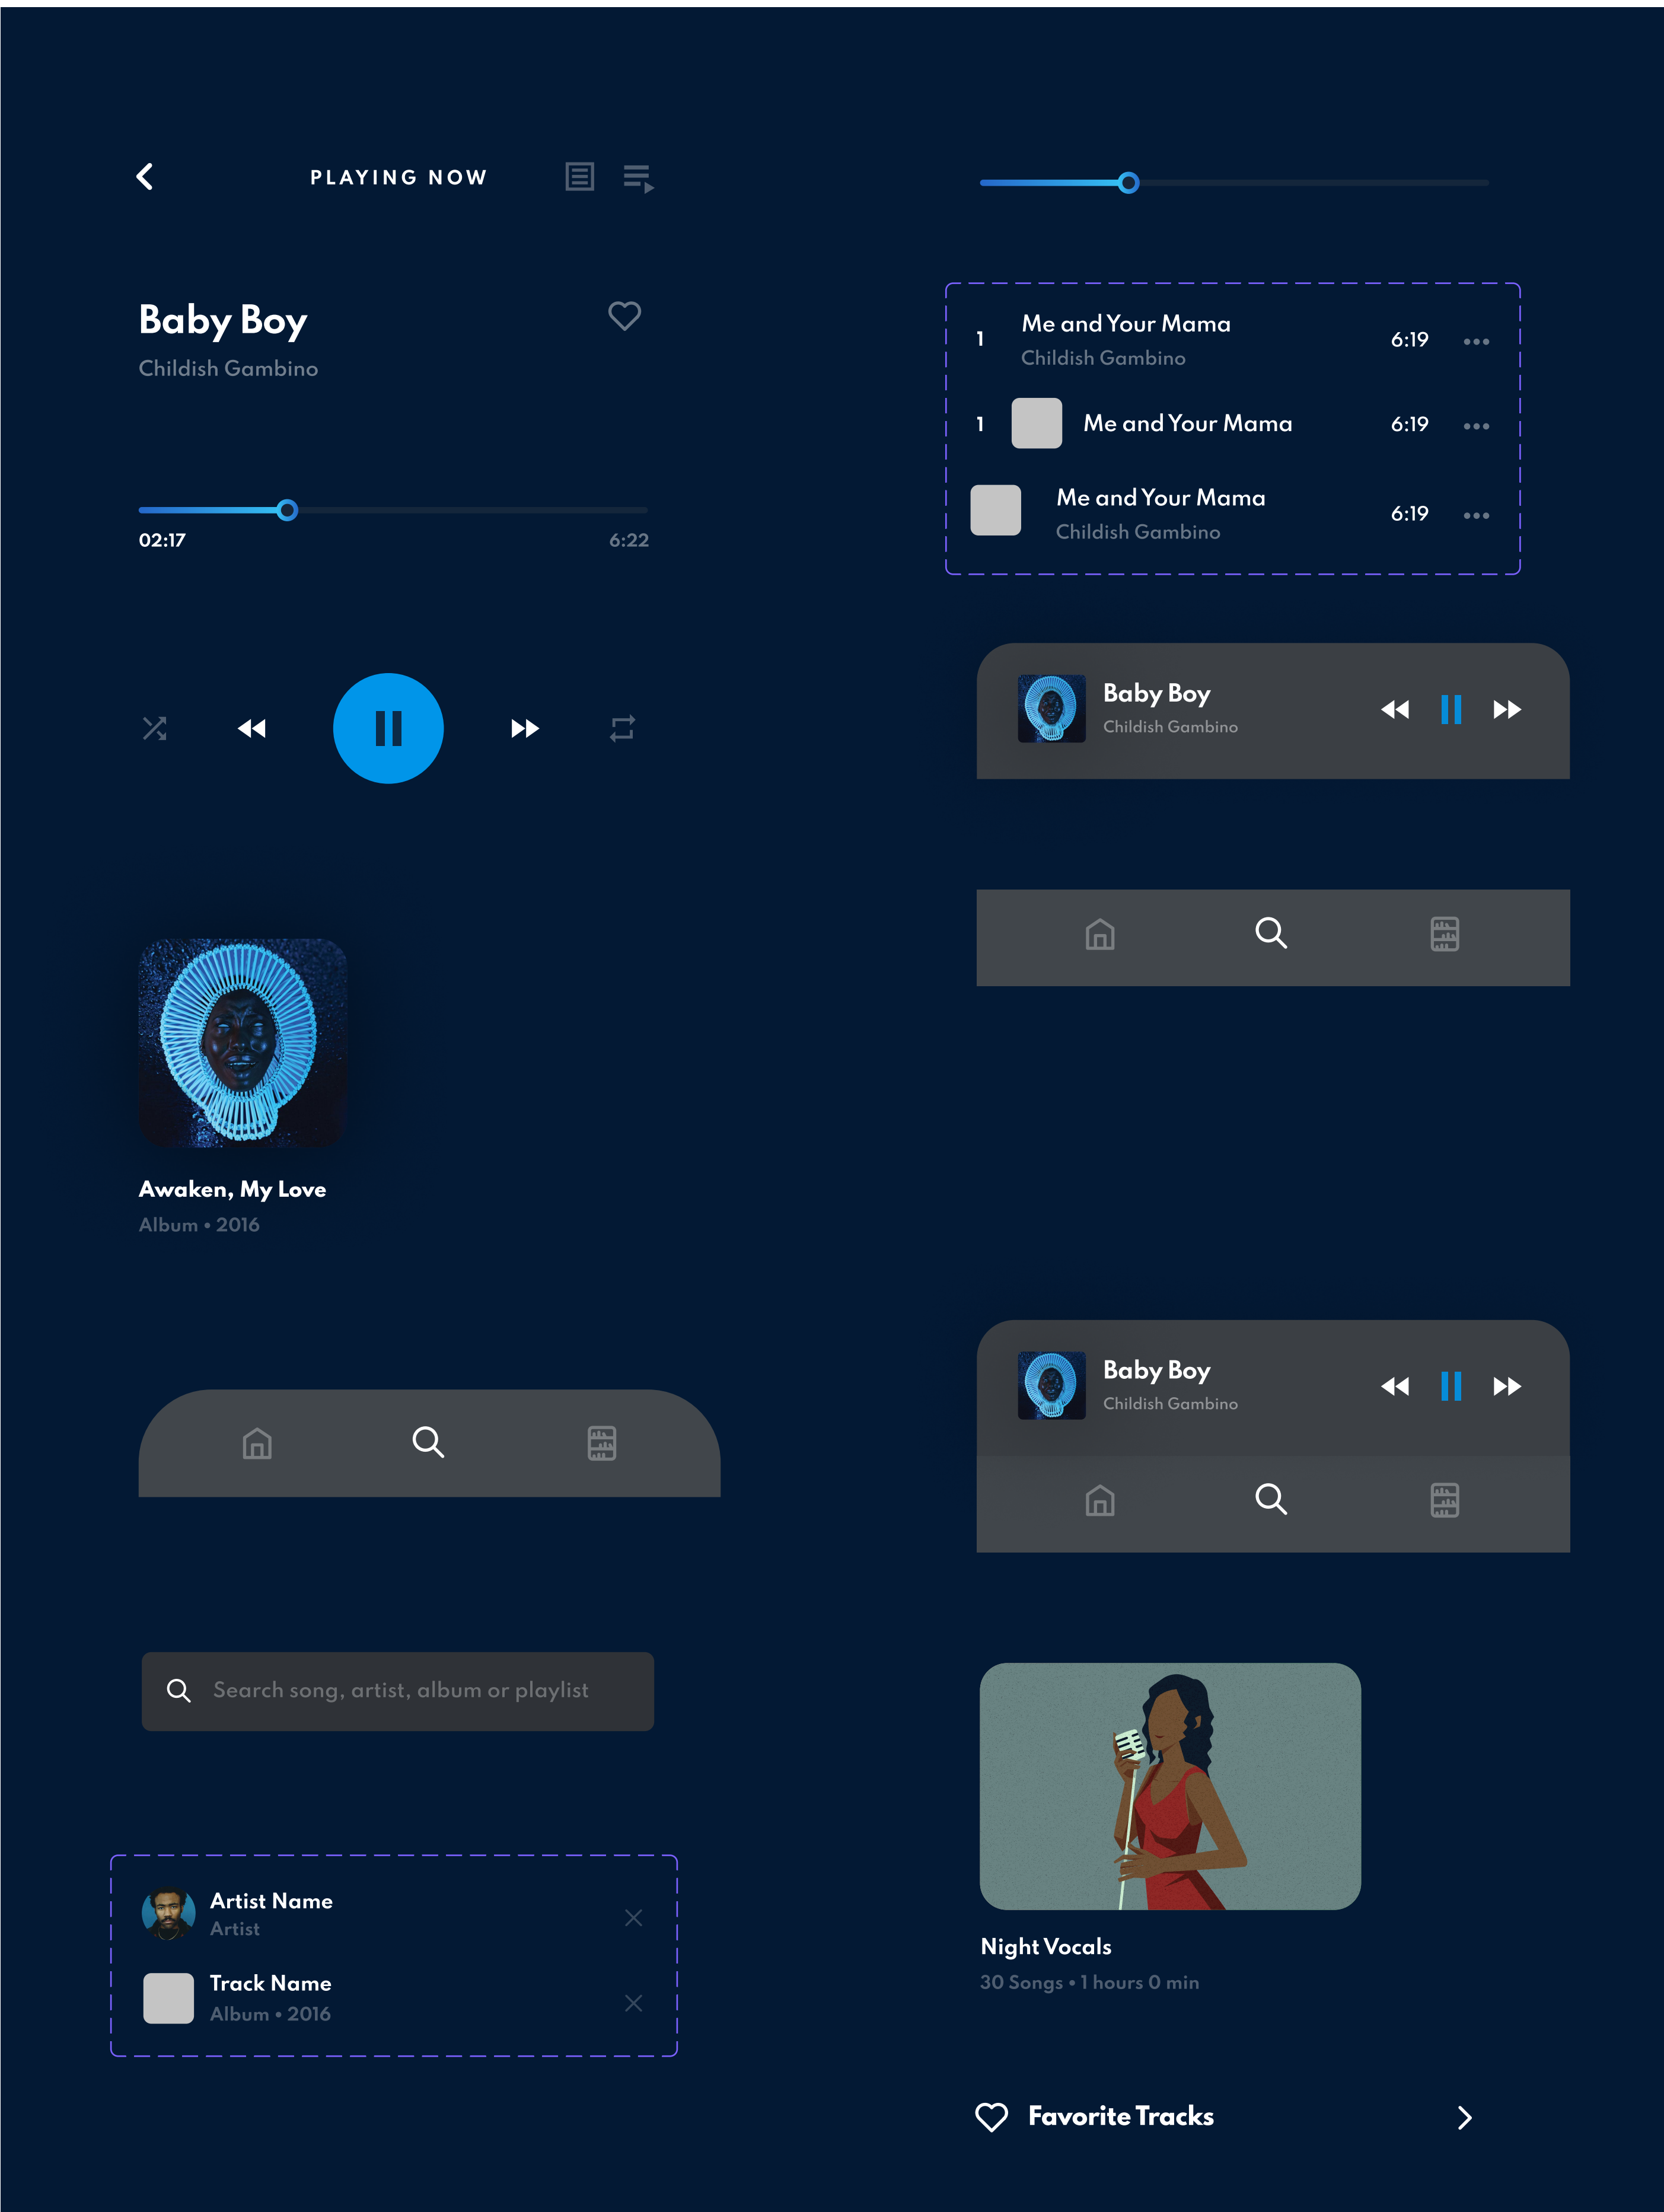 PLAYING NOW
Baby Boy
Childish Gambino
02:17
6:22
Awaken, My Love
Album • 2016
Search song, artist, album or playlist
Artist Name
Artist
Track Name
Album • 2016
1 Me and Your Mama 6:19
Childish Gambino
1 Me and Your Mama 6:19
Me and Your Mama 6:19
Childish Gambino
Baby Boy
Childish Gambino
Baby Boy
Childish Gambino
Night Vocals
30 Songs • 1 hours 0 min
Favorite Tracks